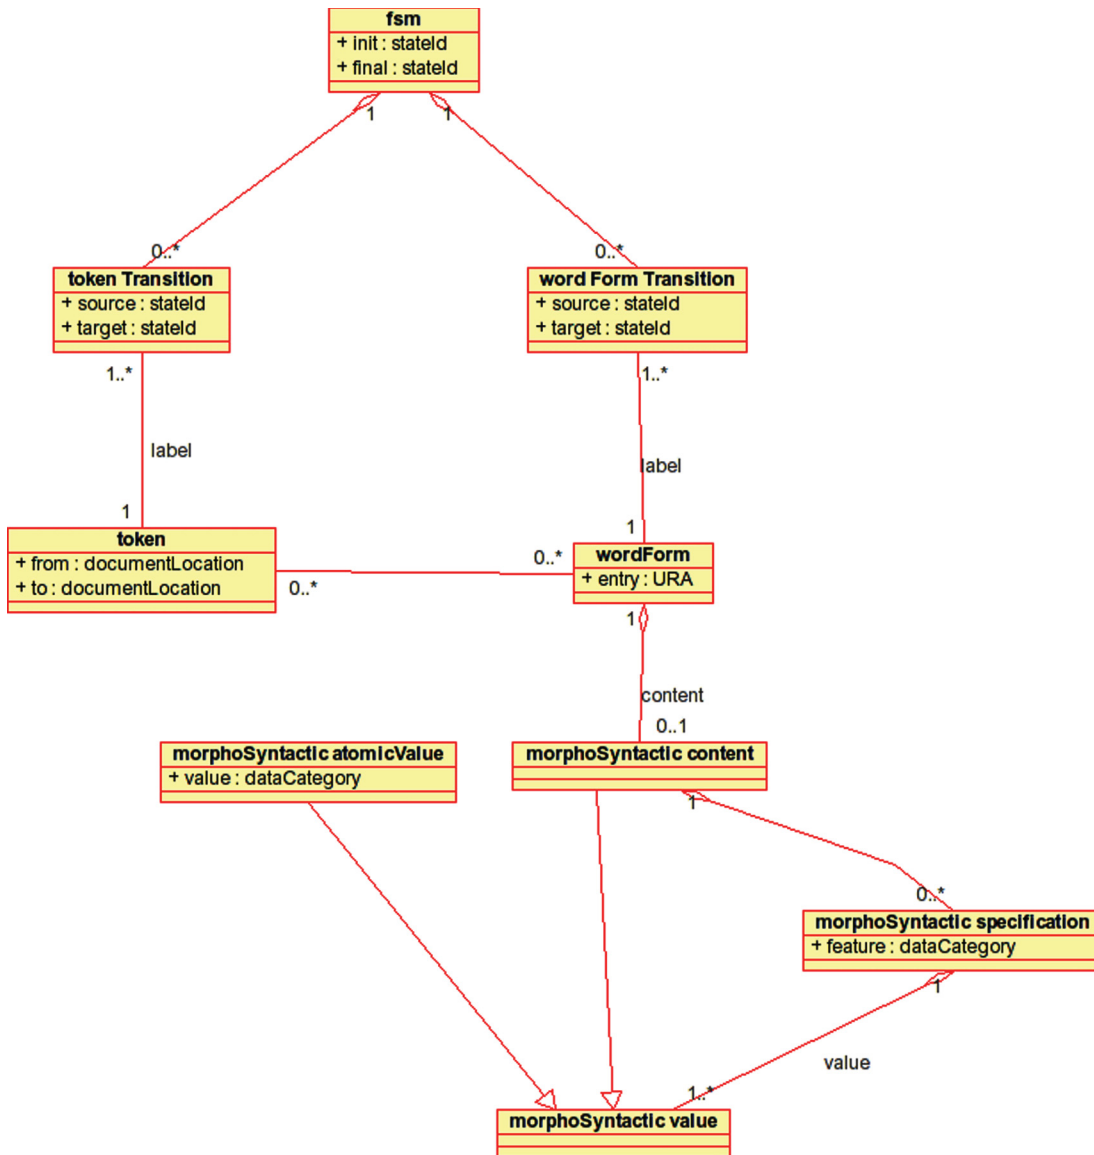 fsm
+ init : stateId
+ final : stateId
1
1
0..*
0..*
token Transition
+ source : stateId
+ target : stateId
word Form Transition
+ source : stateId
+ target : stateId
1..*
1..*
label
label
1
1
token
+ from : documentLocation
+ to : documentLocation
0..*
0..*
wordForm
+ entry : URA
1
content
0..1
morphoSyntactic atomicValue
+ value : dataCategory
morphoSyntactic content
1
0..*
morphoSyntactic specification
+ feature : dataCategory
1
value
1..*
morphoSyntactic value